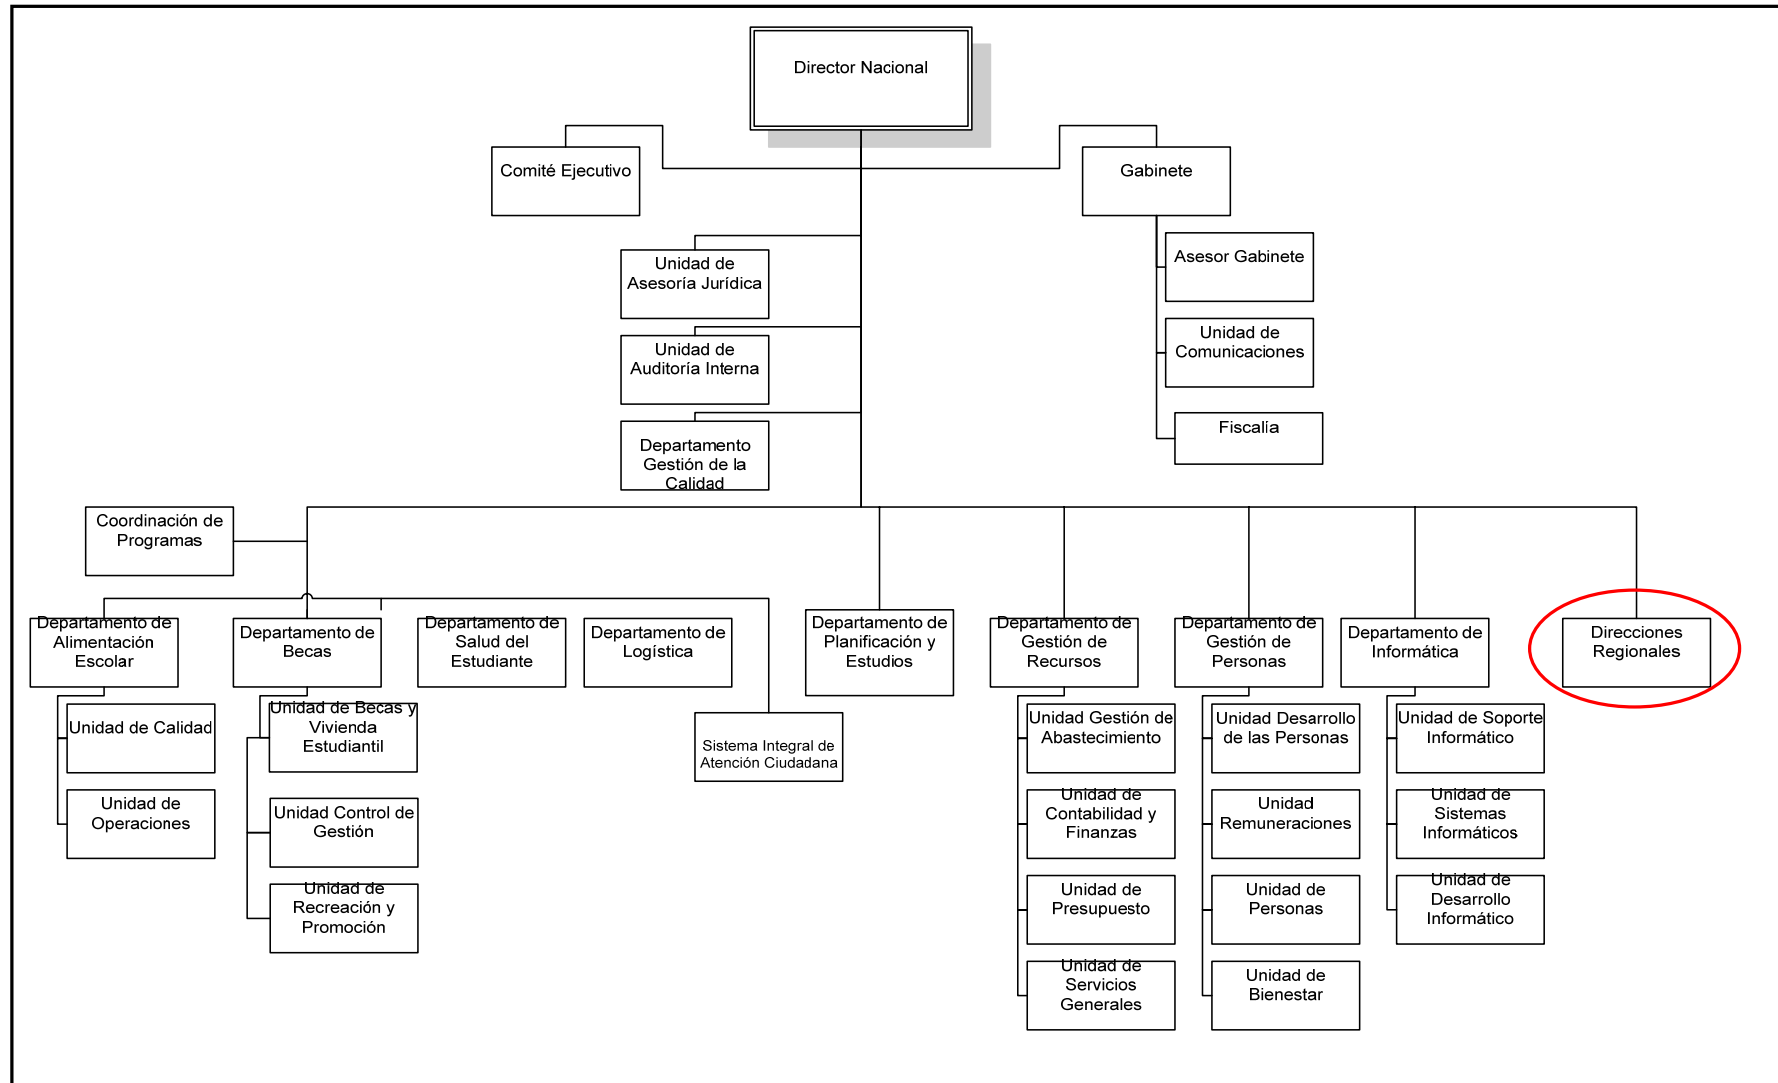 Director Nacional
Comité Ejecutivo
Gabinete
Unidad de
Asesoría Jurídica
Asesor Gabinete
Unidad de
Auditoría Interna
Unidad de
Comunicaciones
Departamento
Gestión de la
Calidad
Fiscalía
Coordinación de
Programas
Departamento de
Alimentación
Escolar
Departamento de
Becas
Departamento de
Salud del
Estudiante
Departamento de
Logística
Departamento de
Planificación y
Estudios
Departamento de
Gestión de
Recursos
Departamento de
Gestión de
Personas
Departamento de
Informática
Direcciones
Regionales
Unidad de Calidad
Unidad de
Operaciones
Unidad de Becas y
Vivienda
Estudiantil
Unidad Control de
Gestión
Unidad de
Recreación y
Promoción
Sistema Integral de
Atención Ciudadana
Unidad Gestión de
Abastecimiento
Unidad de
Contabilidad y
Finanzas
Unidad de
Presupuesto
Unidad de
Servicios
Generales
Unidad Desarrollo
de las Personas
Unidad
Remuneraciones
Unidad de
Personas
Unidad de
Bienestar
Unidad de Soporte
Informático
Unidad de
Sistemas
Informáticos
Unidad de
Desarrollo
Informático